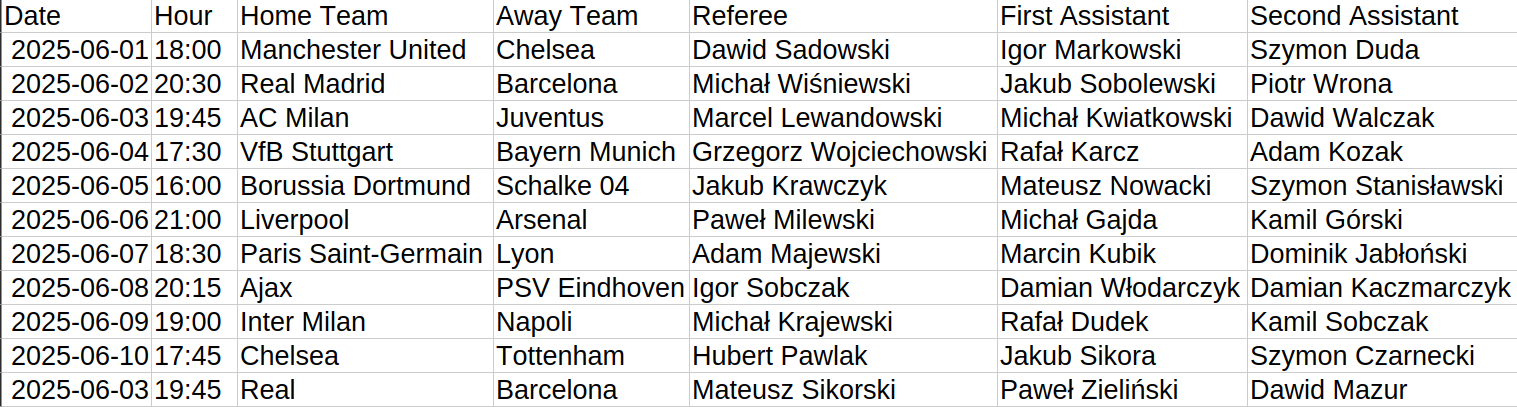 Date Hour Home Team Away Team Referee First Assistant Second Assistant
2025-06-01 18:00 Manchester United Chelsea Dawid Sadowski Igor Markowski Szymon Duda
2025-06-02 20:30 Real Madrid Barcelona Michał Wiśniewski Jakub Sobolewski Piotr Wrona
2025-06-03 19:45 AC Milan Juventus Marcel Lewandowski Michał Kwiatkowski Dawid Walczak
2025-06-04 17:30 VfB Stuttgart Bayern Munich Grzegorz Wojciechowski Rafał Karcz Adam Kozak
2025-06-05 16:00 Borussia Dortmund Schalke 04 Jakub Krawczyk Mateusz Nowacki Szymon Stanisławski
2025-06-06 21:00 Liverpool Arsenal Paweł Milewski Michał Gajda Kamil Górski
2025-06-07 18:30 Paris Saint-Germain Lyon Adam Majewski Marcin Kubik Dominik Jabłoński
2025-06-08 20:15 Ajax PSV Eindhoven Igor Sobczak Damian Włodarczyk Damian Kaczmarczyk
2025-06-09 19:00 Inter Milan Napoli Michał Krajewski Rafał Dudek Kamil Sobczak
2025-06-10 17:45 Chelsea Tottenham Hubert Pawlak Jakub Sikora Szymon Czarnecki
2025-06-03 19:45 Real Barcelona Mateusz Sikorski Paweł Zieliński Dawid Mazur